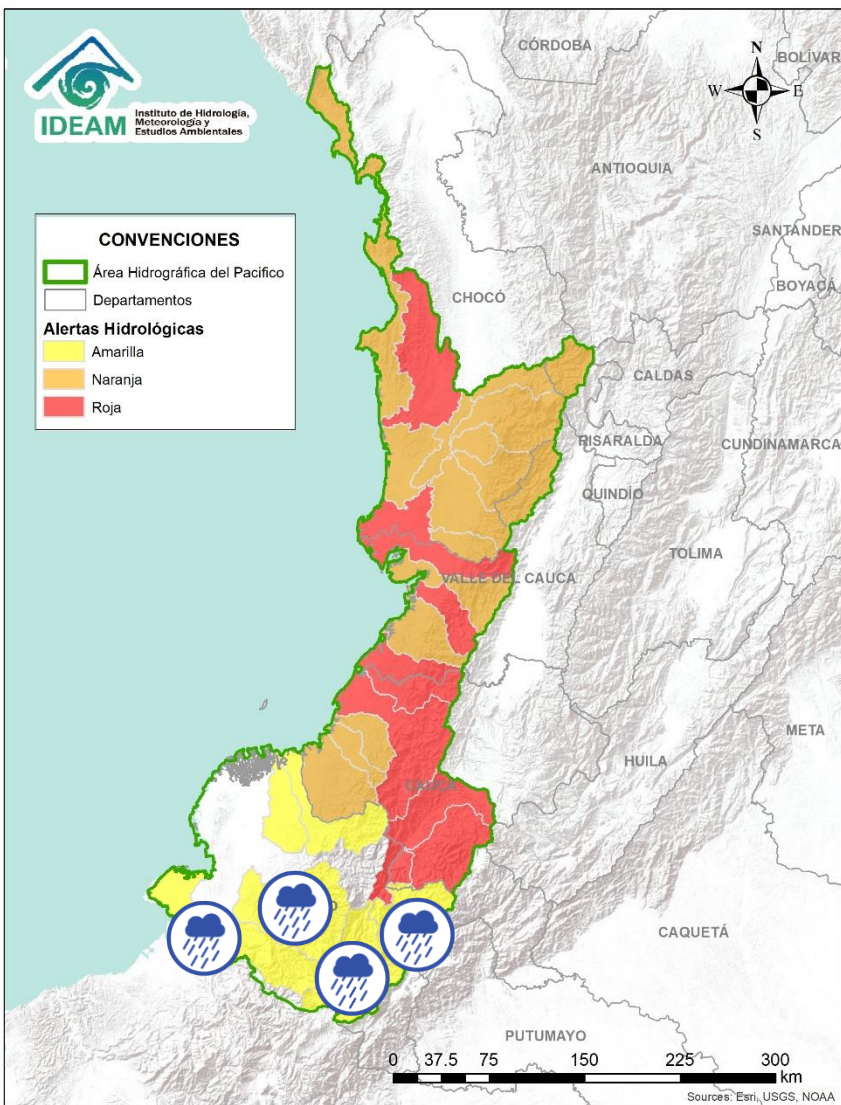 IDEAM
Instituto de Hidrología,
Meteorología y
Estudios Ambientales
CÓRDOBA
BOLÍVAR
N
W
E
S
ANTIOQUIA
SANTANDER
BOYACÁ
CONVENCIONES
Área Hidrográfica del Pacifico
Departamentos
Alertas Hidrológicas
Amarilla
Naranja
Roja
CHOCÓ
CALDAS
RISARALDA
CUNDINAMARCA
QUINDÍO
TOLIMA
VALLE DEL CAUCA
META
HUILA
CAUCA
CAQUETÁ
PUTUMAYO
0 37.5 75 150 225 300
km
Sources: Esri, USGS, NOAA